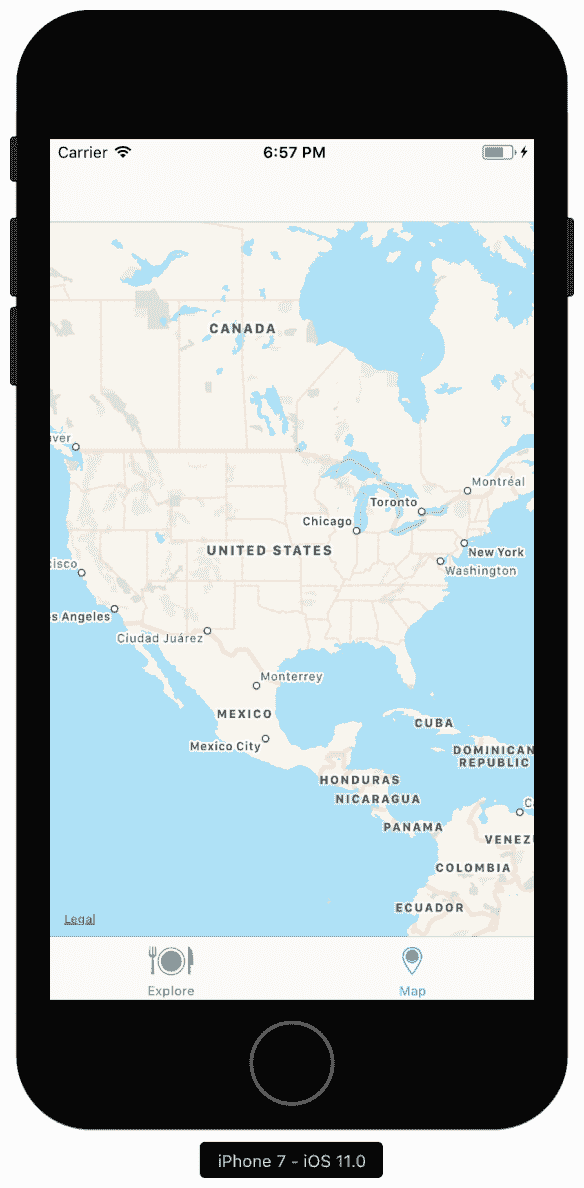 Carrier
6:57 PM
CANADA
ver
Montréal
Toronto
Chicago
UNITED STATES
New York
Washington
isco
s Angeles
Ciudad Juárez
Monterrey
MEXICO
CUBA
Mexico City
DOMINICAN
REPUBLIC
HONDURAS
NICARAGUA
C
PANAMA
VENEZ
COLOMBIA
ECUADOR
Legal
Explore
Map
iPhone 7 - iOS 11.0